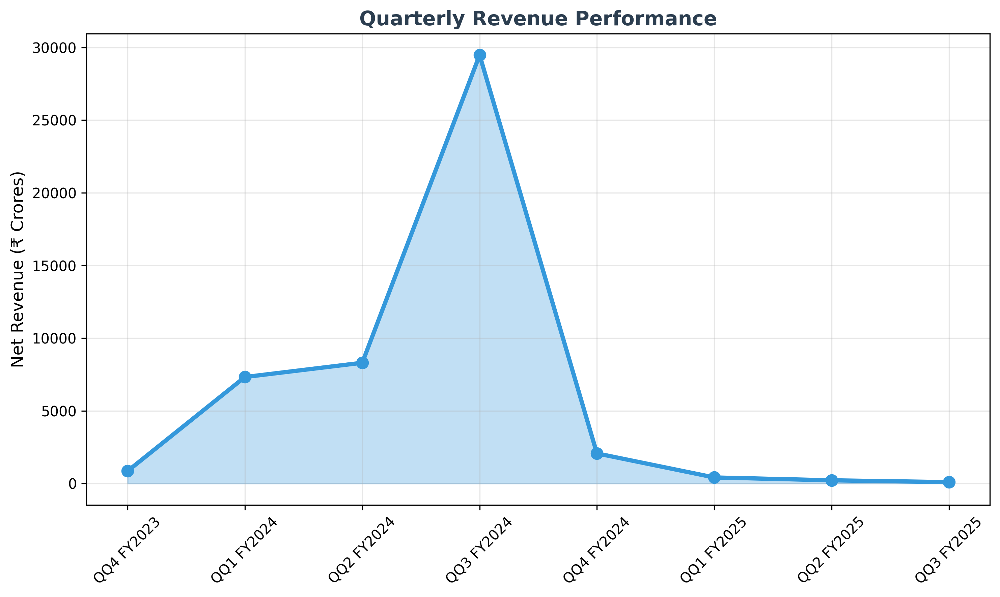 Quarterly Revenue Performance
Net Revenue (₹ Crores)
30000
25000
20000
15000
10000
5000
0
QQ4 FY2023
QQ1 FY2024
QQ2 FY2024
QQ3 FY2024
QQ4 FY2024
QQ1 FY2025
QQ2 FY2025
QQ3 FY2025